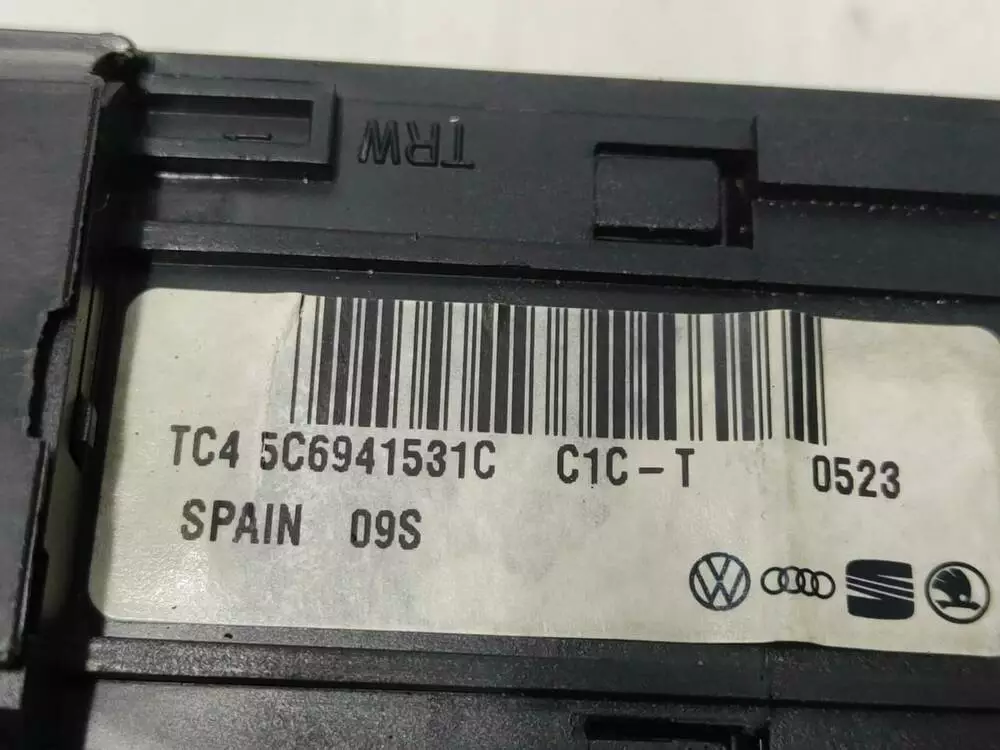 TRW
TC4 5C6941531C C1C-T 0523
SPAIN 09S